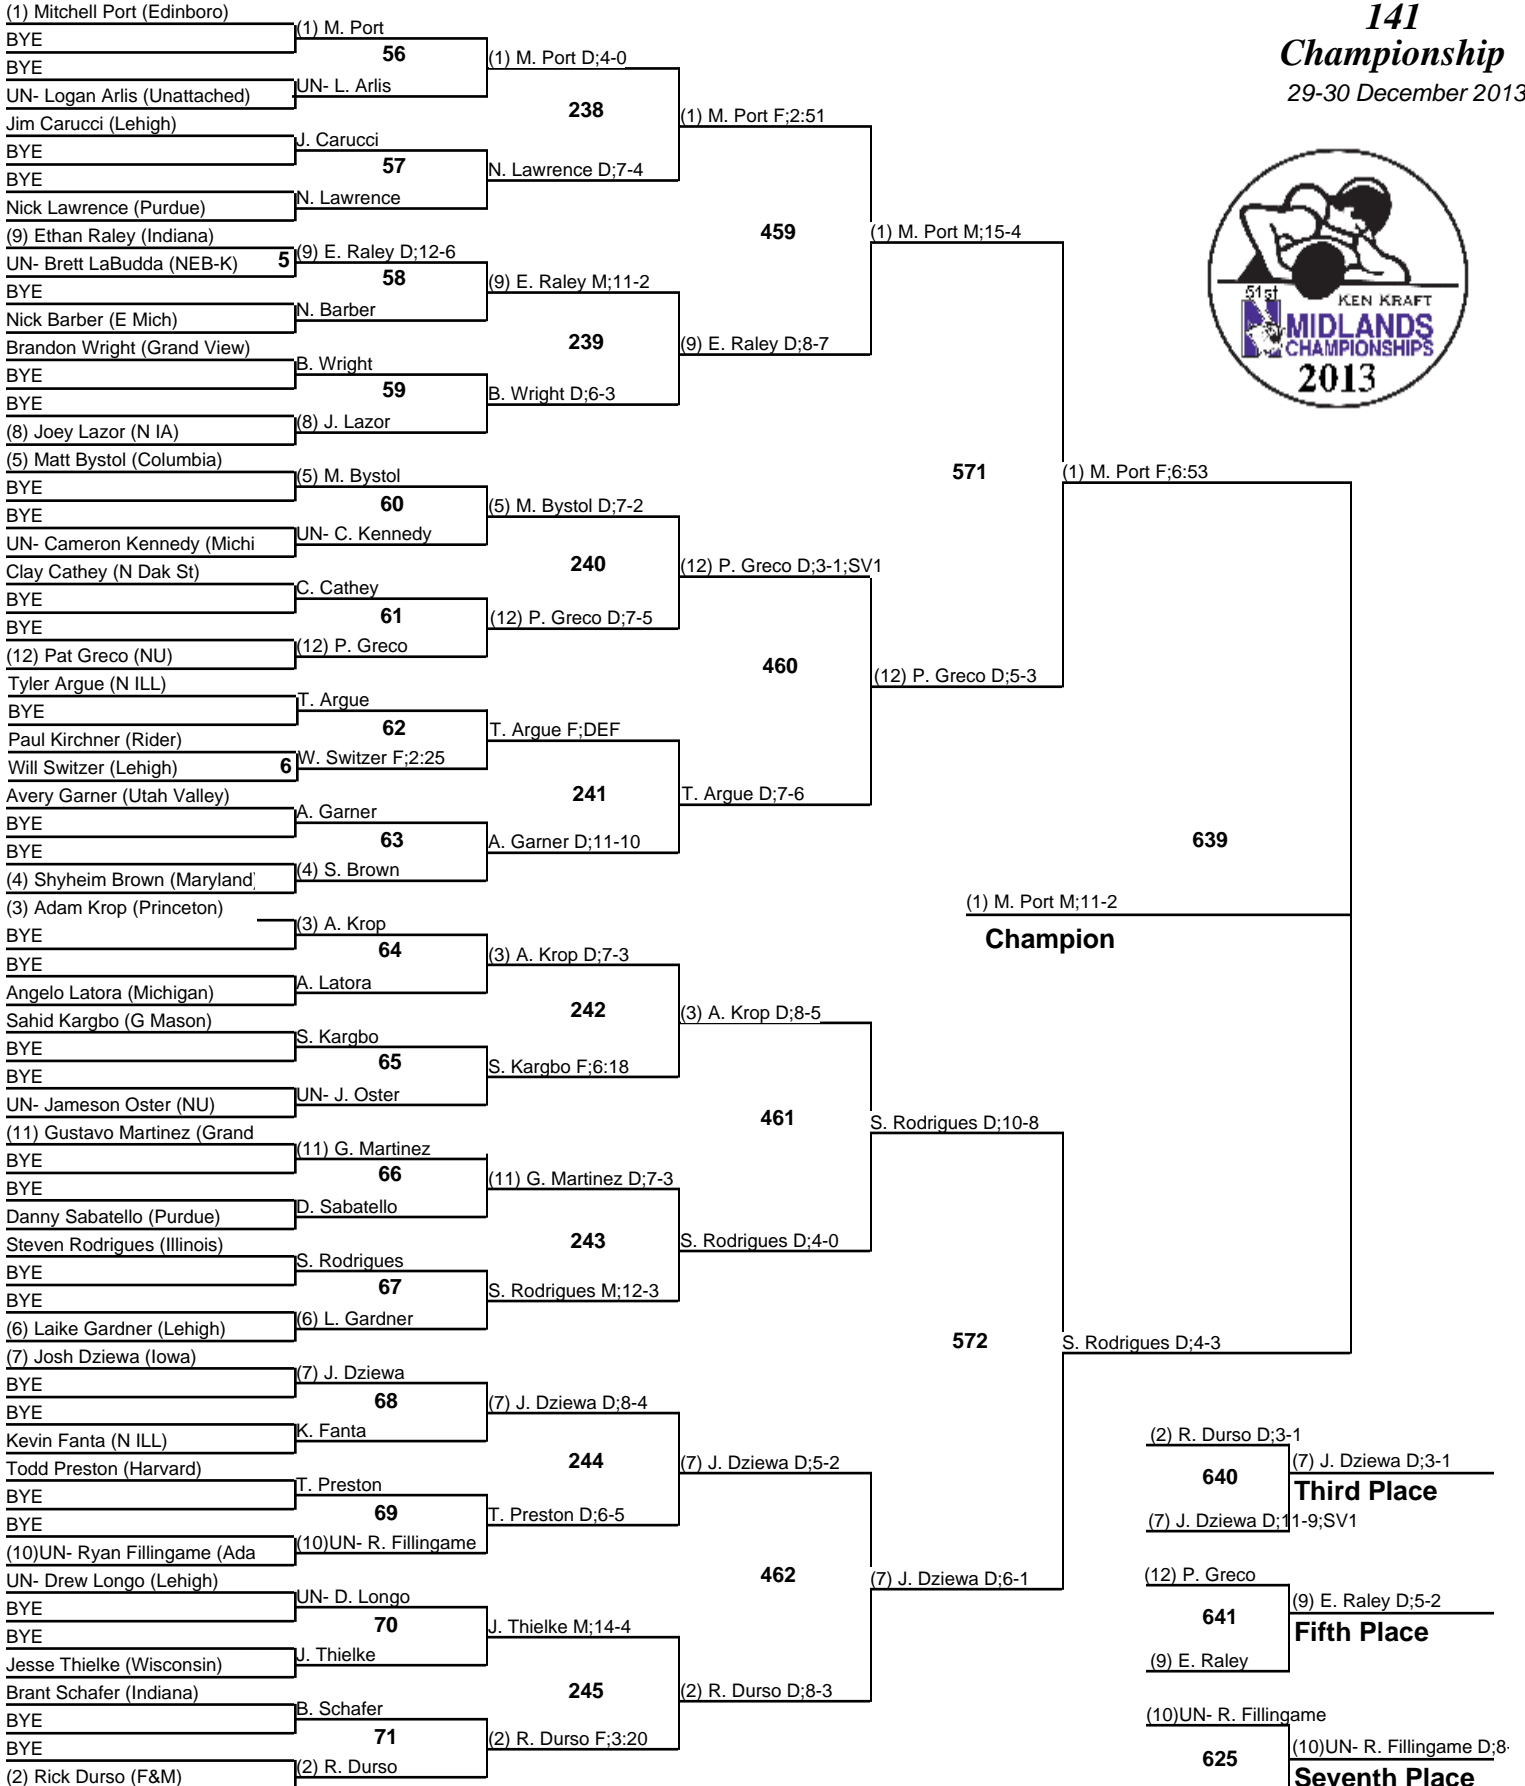 141
Championship
29-30 December 2013
51st
KEN KRAFT
MIDLANDS
CHAMPIONSHIPS
2013
(1) Mitchell Port (Edinboro)
BYE
BYE
UN- Logan Arlis (Unattached)
Jim Carucci (Lehigh)
BYE
BYE
Nick Lawrence (Purdue)
(9) Ethan Raley (Indiana)
UN- Brett LaBudda (NEB-K) 5
BYE
Nick Barber (E Mich)
Brandon Wright (Grand View)
BYE
BYE
(8) Joey Lazor (N IA)
(5) Matt Bystol (Columbia)
BYE
BYE
UN- Cameron Kennedy (Michi
Clay Cathey (N Dak St)
BYE
BYE
(12) Pat Greco (NU)
Tyler Argue (N ILL)
BYE
Paul Kirchner (Rider)
Will Switzer (Lehigh) 6
Avery Garner (Utah Valley)
BYE
BYE
(4) Shyheim Brown (Maryland)
(3) Adam Krop (Princeton)
BYE
BYE
Angelo Latora (Michigan)
Sahid Kargbo (G Mason)
BYE
BYE
UN- Jameson Oster (NU)
(11) Gustavo Martinez (Grand
BYE
BYE
Danny Sabatello (Purdue)
Steven Rodrigues (Illinois)
BYE
BYE
(6) Laike Gardner (Lehigh)
(7) Josh Dziewa (Iowa)
BYE
BYE
Kevin Fanta (N ILL)
Todd Preston (Harvard)
BYE
BYE
(10)UN- Ryan Fillingame (Ada
UN- Drew Longo (Lehigh)
BYE
BYE
Jesse Thielke (Wisconsin)
Brant Schafer (Indiana)
BYE
BYE
(2) Rick Durso (F&M)
(1) M. Port
56
UN- L. Arlis
J. Carucci
57
N. Lawrence
(9) E. Raley D;12-6
58
N. Barber
B. Wright
59
(8) J. Lazor
(5) M. Bystol
60
UN- C. Kennedy
C. Cathey
61
(12) P. Greco
T. Argue
62
W. Switzer F;2:25
A. Garner
63
(4) S. Brown
(3) A. Krop
64
A. Latora
S. Kargbo
65
UN- J. Oster
(11) G. Martinez
66
D. Sabatello
S. Rodrigues
67
(6) L. Gardner
(7) J. Dziewa
68
K. Fanta
T. Preston
69
(10)UN- R. Fillingame
UN- D. Longo
70
J. Thielke
B. Schafer
71
(2) R. Durso
(1) M. Port D;4-0
238
N. Lawrence D;7-4
(9) E. Raley M;11-2
239
B. Wright D;6-3
(5) M. Bystol D;7-2
240
(12) P. Greco D;7-5
T. Argue F;DEF
241
A. Garner D;11-10
(3) A. Krop D;7-3
242
S. Kargbo F;6:18
(11) G. Martinez D;7-3
243
S. Rodrigues M;12-3
(7) J. Dziewa D;8-4
244
T. Preston D;6-5
J. Thielke M;14-4
245
(2) R. Durso F;3:20
(1) M. Port F;2:51
459
(9) E. Raley D;8-7
(12) P. Greco D;3-1;SV1
460
T. Argue D;7-6
(3) A. Krop D;8-5
461
S. Rodrigues D;4-0
(7) J. Dziewa D;5-2
462
(2) R. Durso D;8-3
(1) M. Port M;15-4
571
(12) P. Greco D;5-3
S. Rodrigues D;10-8
572
(7) J. Dziewa D;6-1
(1) M. Port F;6:53
639
S. Rodrigues D;4-3
(1) M. Port M;11-2
Champion
(2) R. Durso D;3-1
640
(7) J. Dziewa D;11-9;SV1
(7) J. Dziewa D;3-1
Third Place
(12) P. Greco
641
(9) E. Raley
(9) E. Raley D;5-2
Fifth Place
(10)UN- R. Fillingame
625
(10)UN- R. Fillingame D;8-
Seventh Place